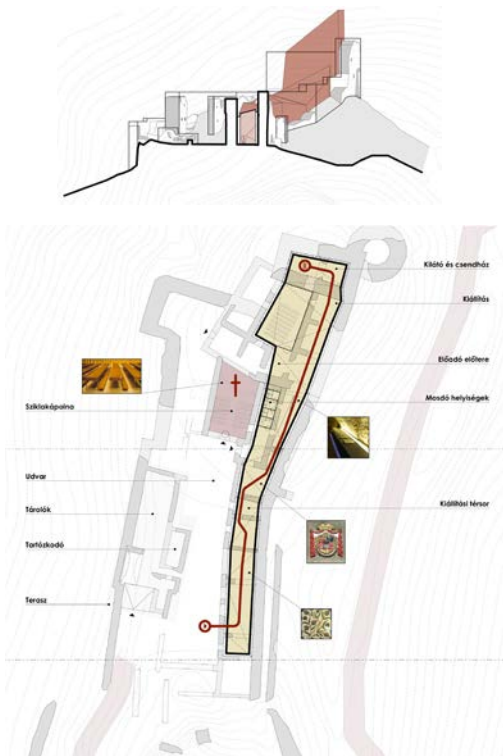 Kilátó és csendház
Kiállítás
Előadó előtere
Mosdó helyiségek
Sziklakápolna
Udvar
Tárolók
Kiállítási térsor
Tartózkodó
Terasz